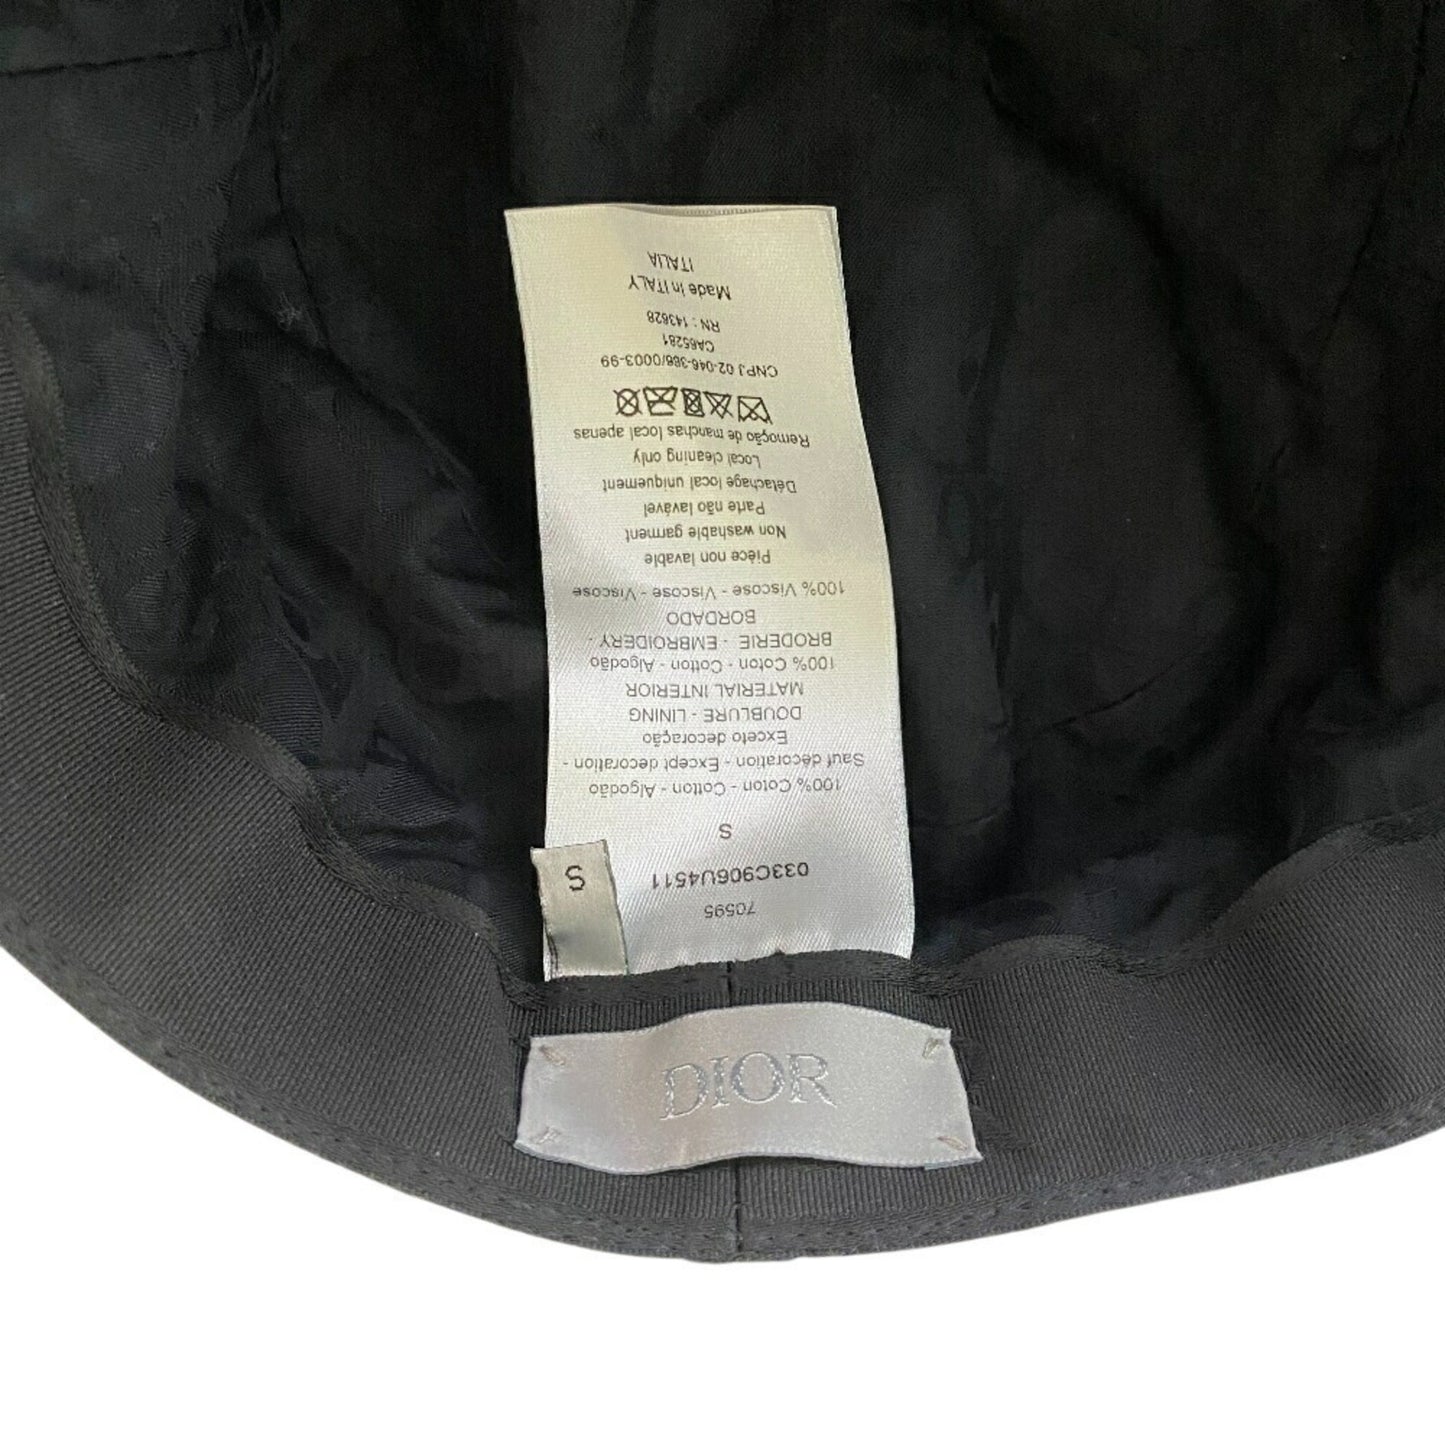 70595
033C906U4511
S
S
100% Coton - Cotton - Algodão
Sauf décoration - Except decoration -
Exceto decoração
DOUBLURE - LINING
MATERIAL INTERIOR
100% Coton - Cotton - Algodão
BRODERIE - EMBROIDERY -
BORDADO
100% Viscose - Viscose - Viscose
Pièce non lavable
Non washable garment
Parte não lavável
Détachage local uniquement
Local cleaning only
Remoção de manchas local apenas
CNPJ 02-046-368/0003-99
CA65281
RN : 143628
Made in ITALY
ITALIA
DIOR